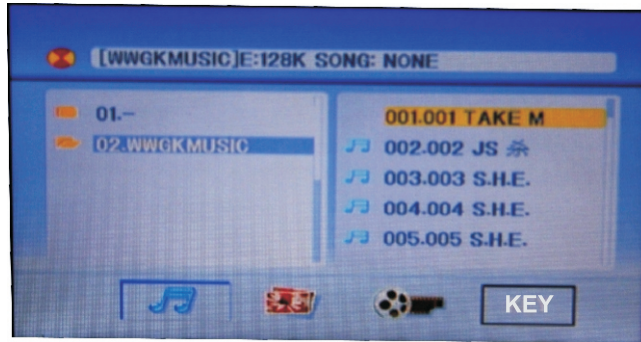 [WWGKMUSIC]E:128K SONG: NONE
01.–
02.WWGKMUSIC
001.001 TAKE M
002.002 JS
003.003 S.H.E.
004.004 S.H.E.
005.005 S.H.E.
KEY